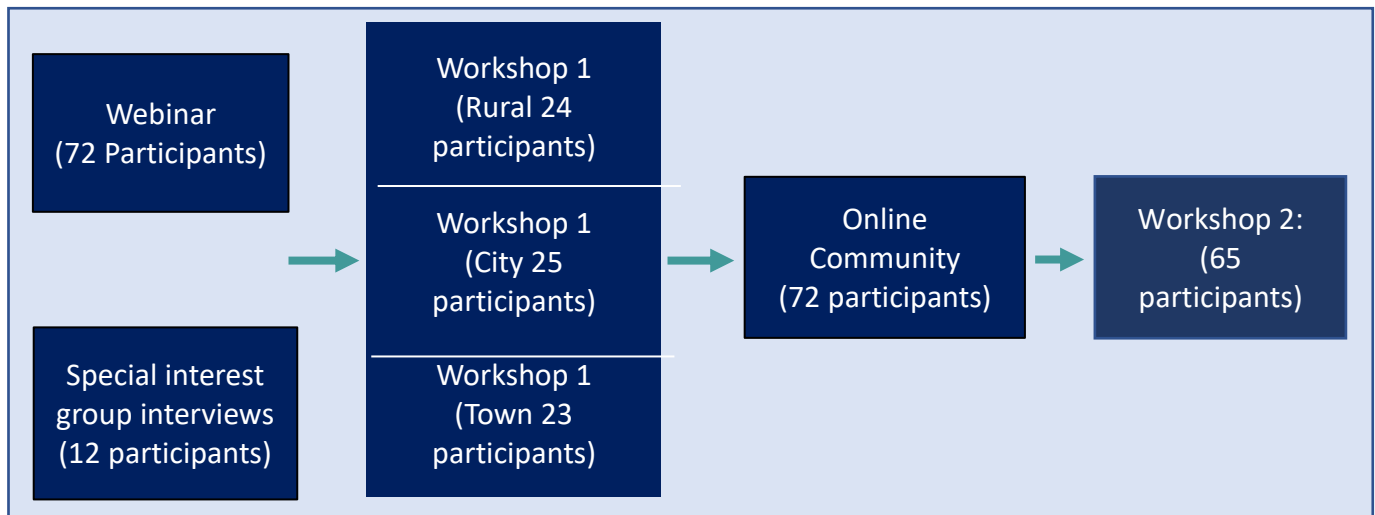 Webinar
(72 Participants)
Special interest
group interviews
(12 participants)
Workshop 1
(Rural 24
participants)
Workshop 1
(City 25
participants)
Workshop 1
(Town 23
participants)
Online
Community
(72 participants)
Workshop 2:
(65
participants)